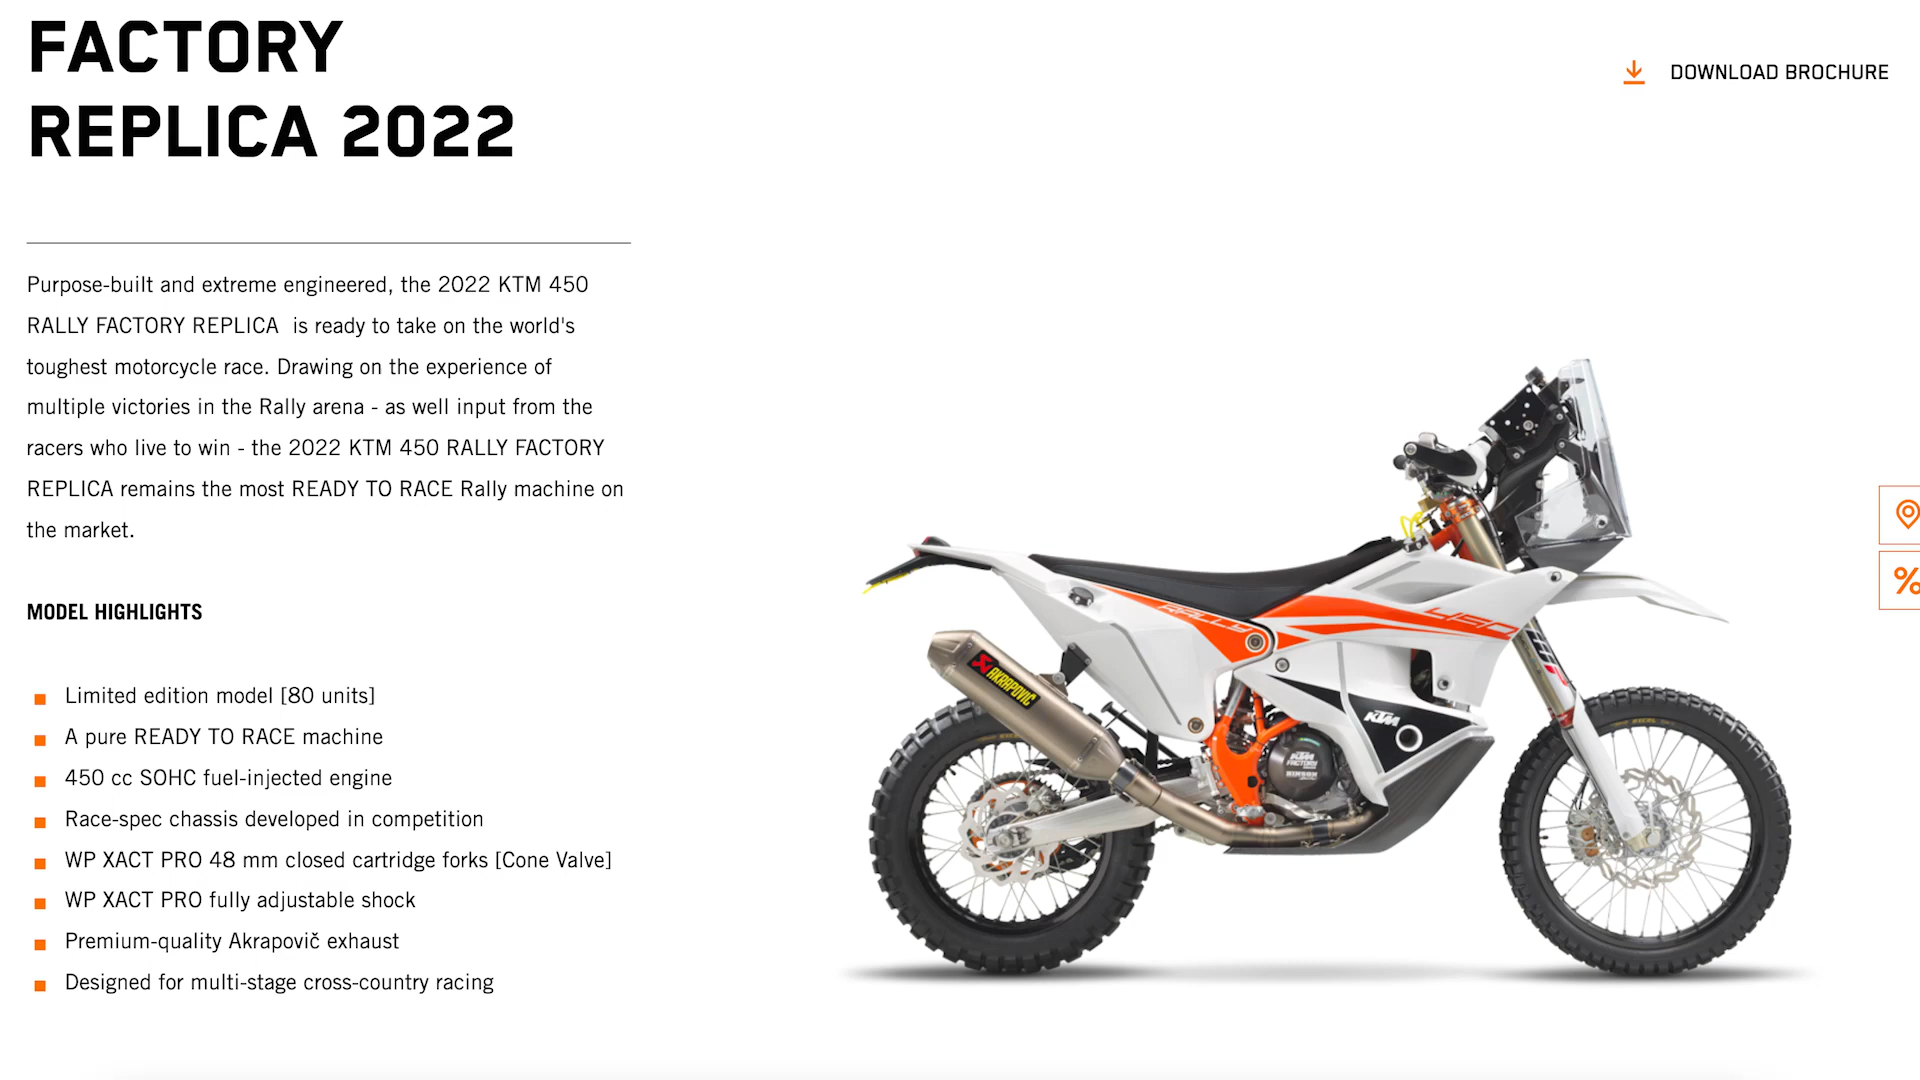 FACTORY
REPLICA 2022
DOWNLOAD BROCHURE
Purpose-built and extreme engineered, the 2022 KTM 450
RALLY FACTORY REPLICA is ready to take on the world's
toughest motorcycle race. Drawing on the experience of
multiple victories in the Rally arena - as well input from the
racers who live to win - the 2022 KTM 450 RALLY FACTORY
REPLICA remains the most READY TO RACE Rally machine on
the market.
MODEL HIGHLIGHTS
Limited edition model [80 units]
A pure READY TO RACE machine
450 cc SOHC fuel-injected engine
Race-spec chassis developed in competition
WP XACT PRO 48 mm closed cartridge forks [Cone Valve]
WP XACT PRO fully adjustable shock
Premium-quality Akrapovič exhaust
Designed for multi-stage cross-country racing
%
RALLY
450
AKRAPOVIČ
KTM
KTM
FACTORY